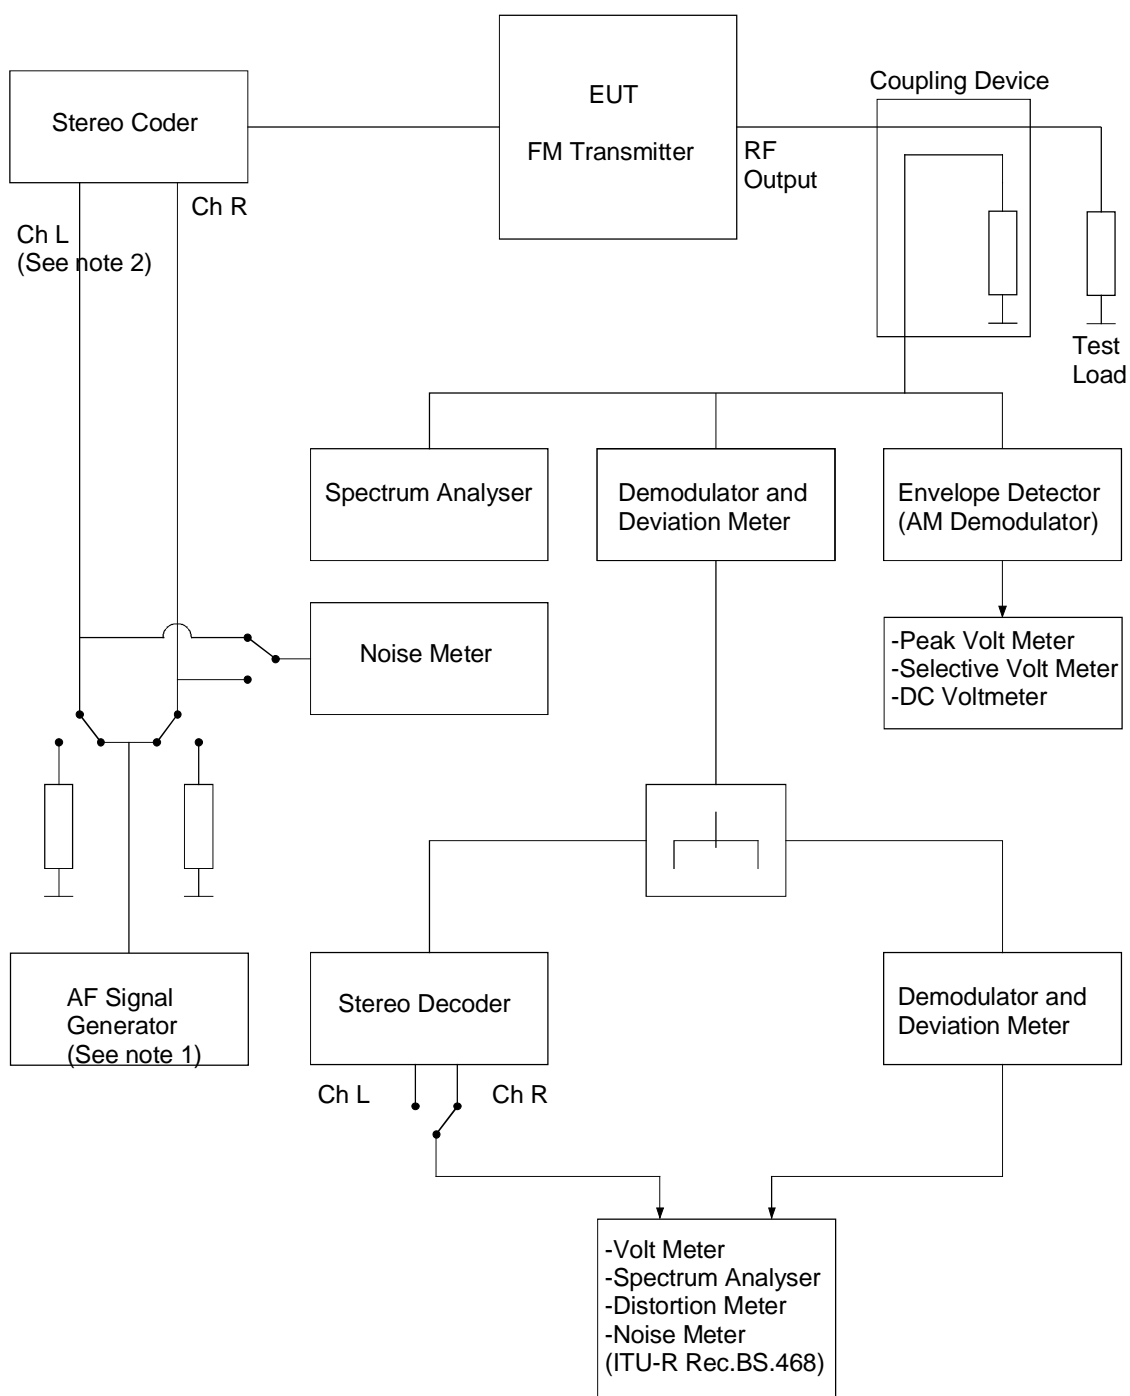 Stereo Coder
EUT
FM Transmitter
Coupling Device
RF
Output
Ch R
Ch L
(See note 2)
Test
Load
Spectrum Analyser
Demodulator and
Deviation Meter
Envelope Detector
(AM Demodulator)
Noise Meter
-Peak Volt Meter
-Selective Volt Meter
-DC Voltmeter
AF Signal
Generator
(See note 1)
Stereo Decoder
Demodulator and
Deviation Meter
Ch L
Ch R
-Volt Meter
-Spectrum Analyser
-Distortion Meter
-Noise Meter
(ITU-R Rec.BS.468)